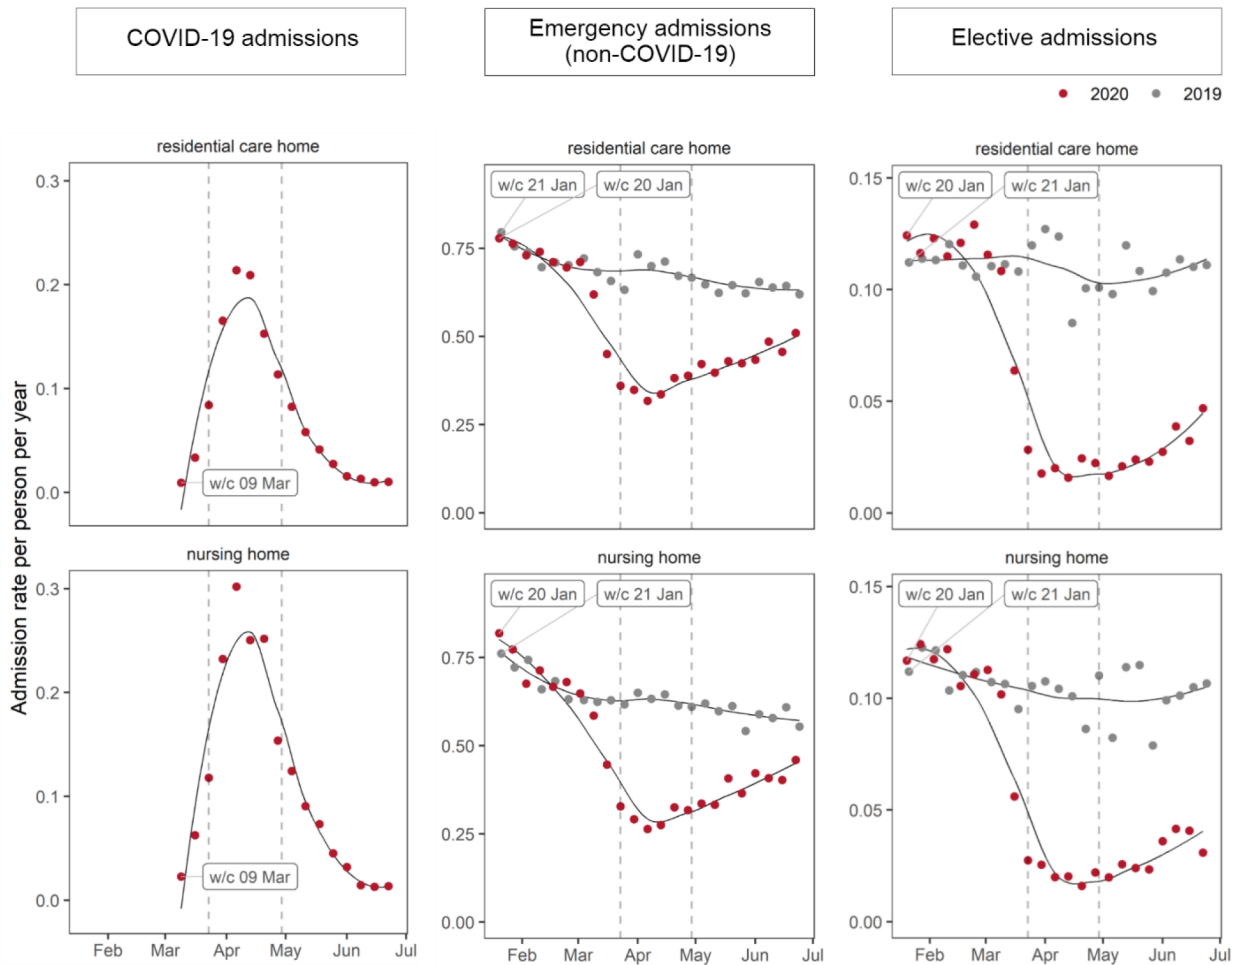 COVID-19 admissions
Emergency admissions
(non-COVID-19)
Elective admissions
2020
2019
Admission rate per person per year
residential care home
0.3
0.2
0.1
0.0
w/c 09 Mar
residential care home
w/c 21 Jan
w/c 20 Jan
0.75
0.50
0.25
0.00
residential care home
w/c 20 Jan
w/c 21 Jan
0.15
0.10
0.05
0.00
nursing home
0.3
0.2
0.1
0.0
w/c 09 Mar
Feb Mar Apr May Jun Jul
nursing home
w/c 20 Jan
w/c 21 Jan
0.75
0.50
0.25
0.00
Feb Mar Apr May Jun Jul
nursing home
w/c 20 Jan
w/c 21 Jan
0.15
0.10
0.05
0.00
Feb Mar Apr May Jun Jul